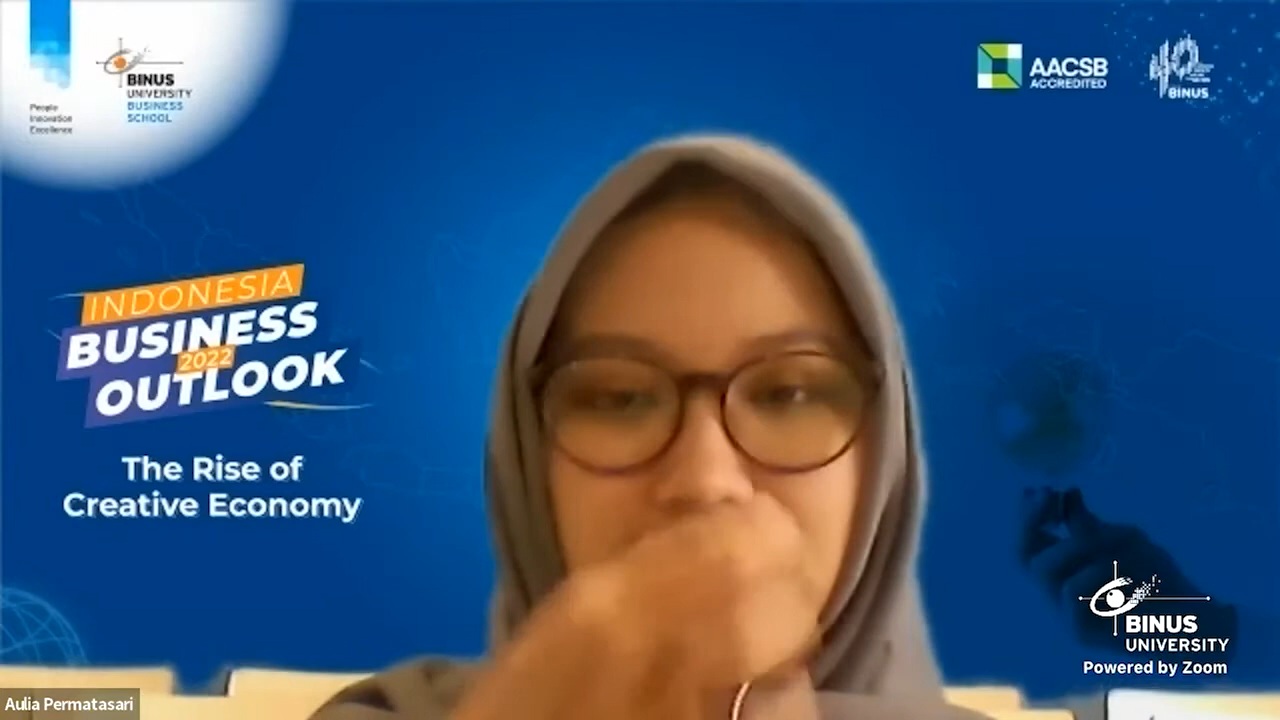 People
Innovation
Excellence
BINUS
UNIVERSITY
BUSINESS
SCHOOL
AACSB
ACCREDITED
BINUS
INDONESIA
BUSINESS
2022
OUTLOOK
The Rise of
Creative Economy
BINUS
UNIVERSITY
Powered by Zoom
Aulia Permatasari